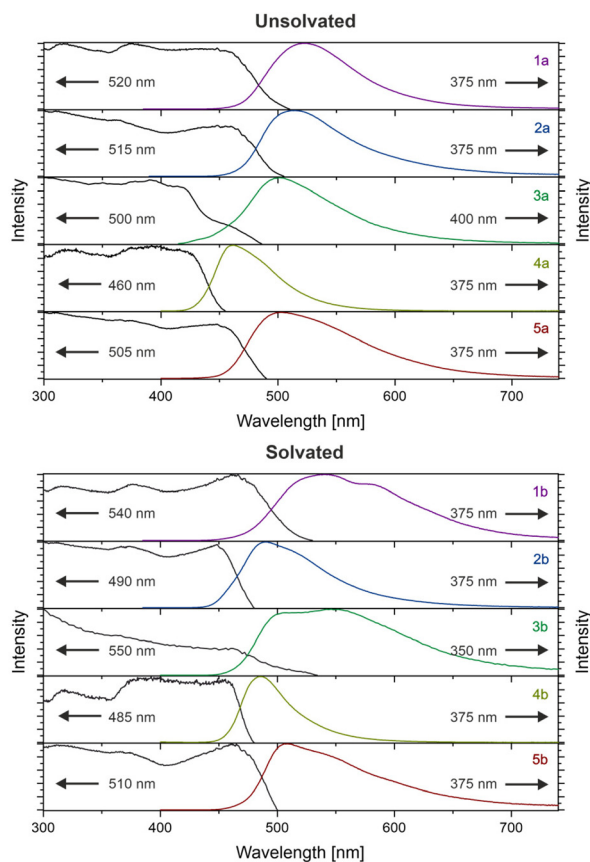 Unsolvated
1a
520 nm
375 nm
2a
515 nm
375 nm
3a
500 nm
400 nm
4a
460 nm
375 nm
5a
505 nm
375 nm
Intensity
Intensity
300
400
500
600
700
Wavelength [nm]
Solvated
1b
540 nm
375 nm
2b
490 nm
375 nm
3b
550 nm
350 nm
4b
485 nm
375 nm
5b
510 nm
375 nm
Intensity
Intensity
300
400
500
600
700
Wavelength [nm]